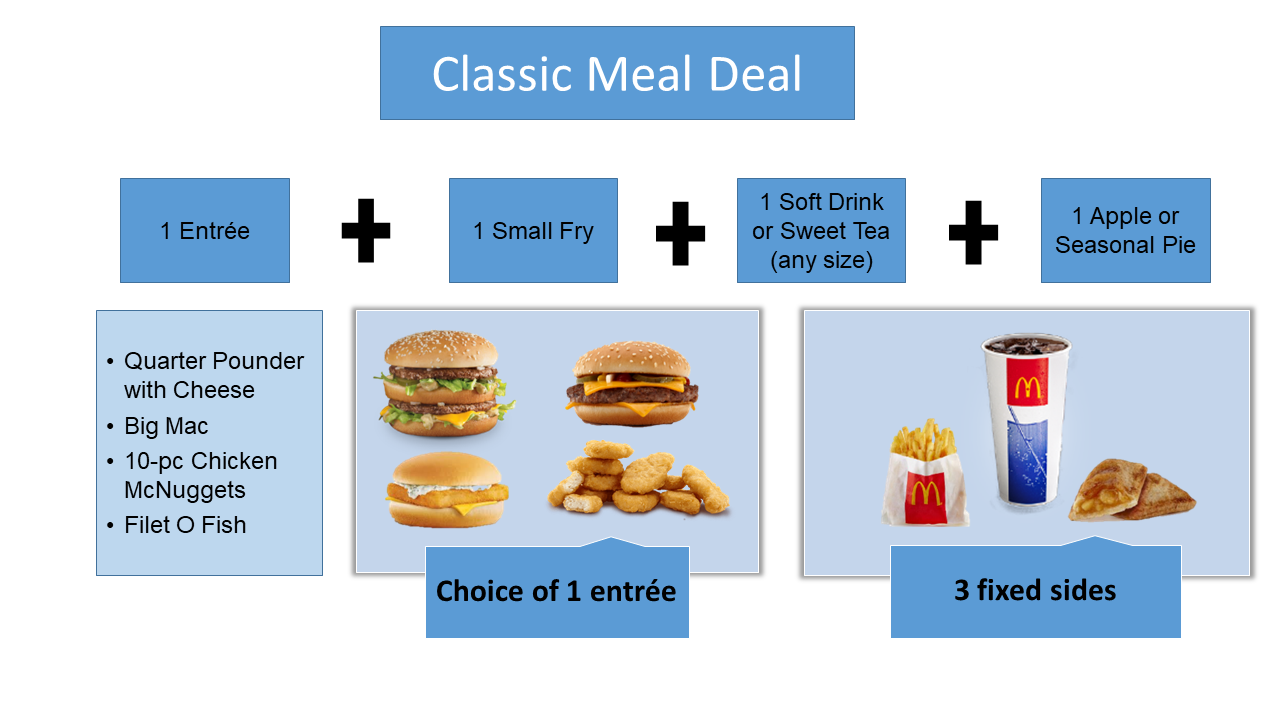 Classic Meal Deal
1 Entrée
1 Small Fry
1 Soft Drink
or Sweet Tea
(any size)
1 Apple or
Seasonal Pie
• Quarter Pounder
with Cheese
• Big Mac
• 10-pc Chicken
McNuggets
• Filet O Fish
Choice of 1 entrée
3 fixed sides